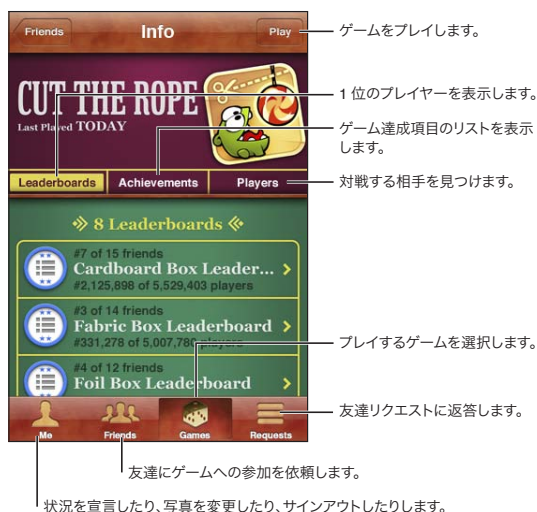 Friends
Info
Play
ゲームをプレイします。
CUT THE ROPE
Last Played TODAY
1 位のプレイヤーを表示します。
ゲーム達成項目のリストを表示
します。
Leaderboards
Achievements
Players
対戦する相手を見つけます。
8 Leaderboards
#7 of 15 friends
Cardboard Box Leader...
#2,125,898 of 5,529,403 players
#3 of 14 friends
Fabric Box Leaderboard
#331,278 of 5,007,780 players
プレイするゲームを選択します。
#4 of 12 friends
Foil Box Leaderboard
Me
Friends
Games
Requests
友達リクエストに返答します。
友達にゲームへの参加を依頼します。
状況を宣言したり、写真を変更したり、サインアウトしたりします。